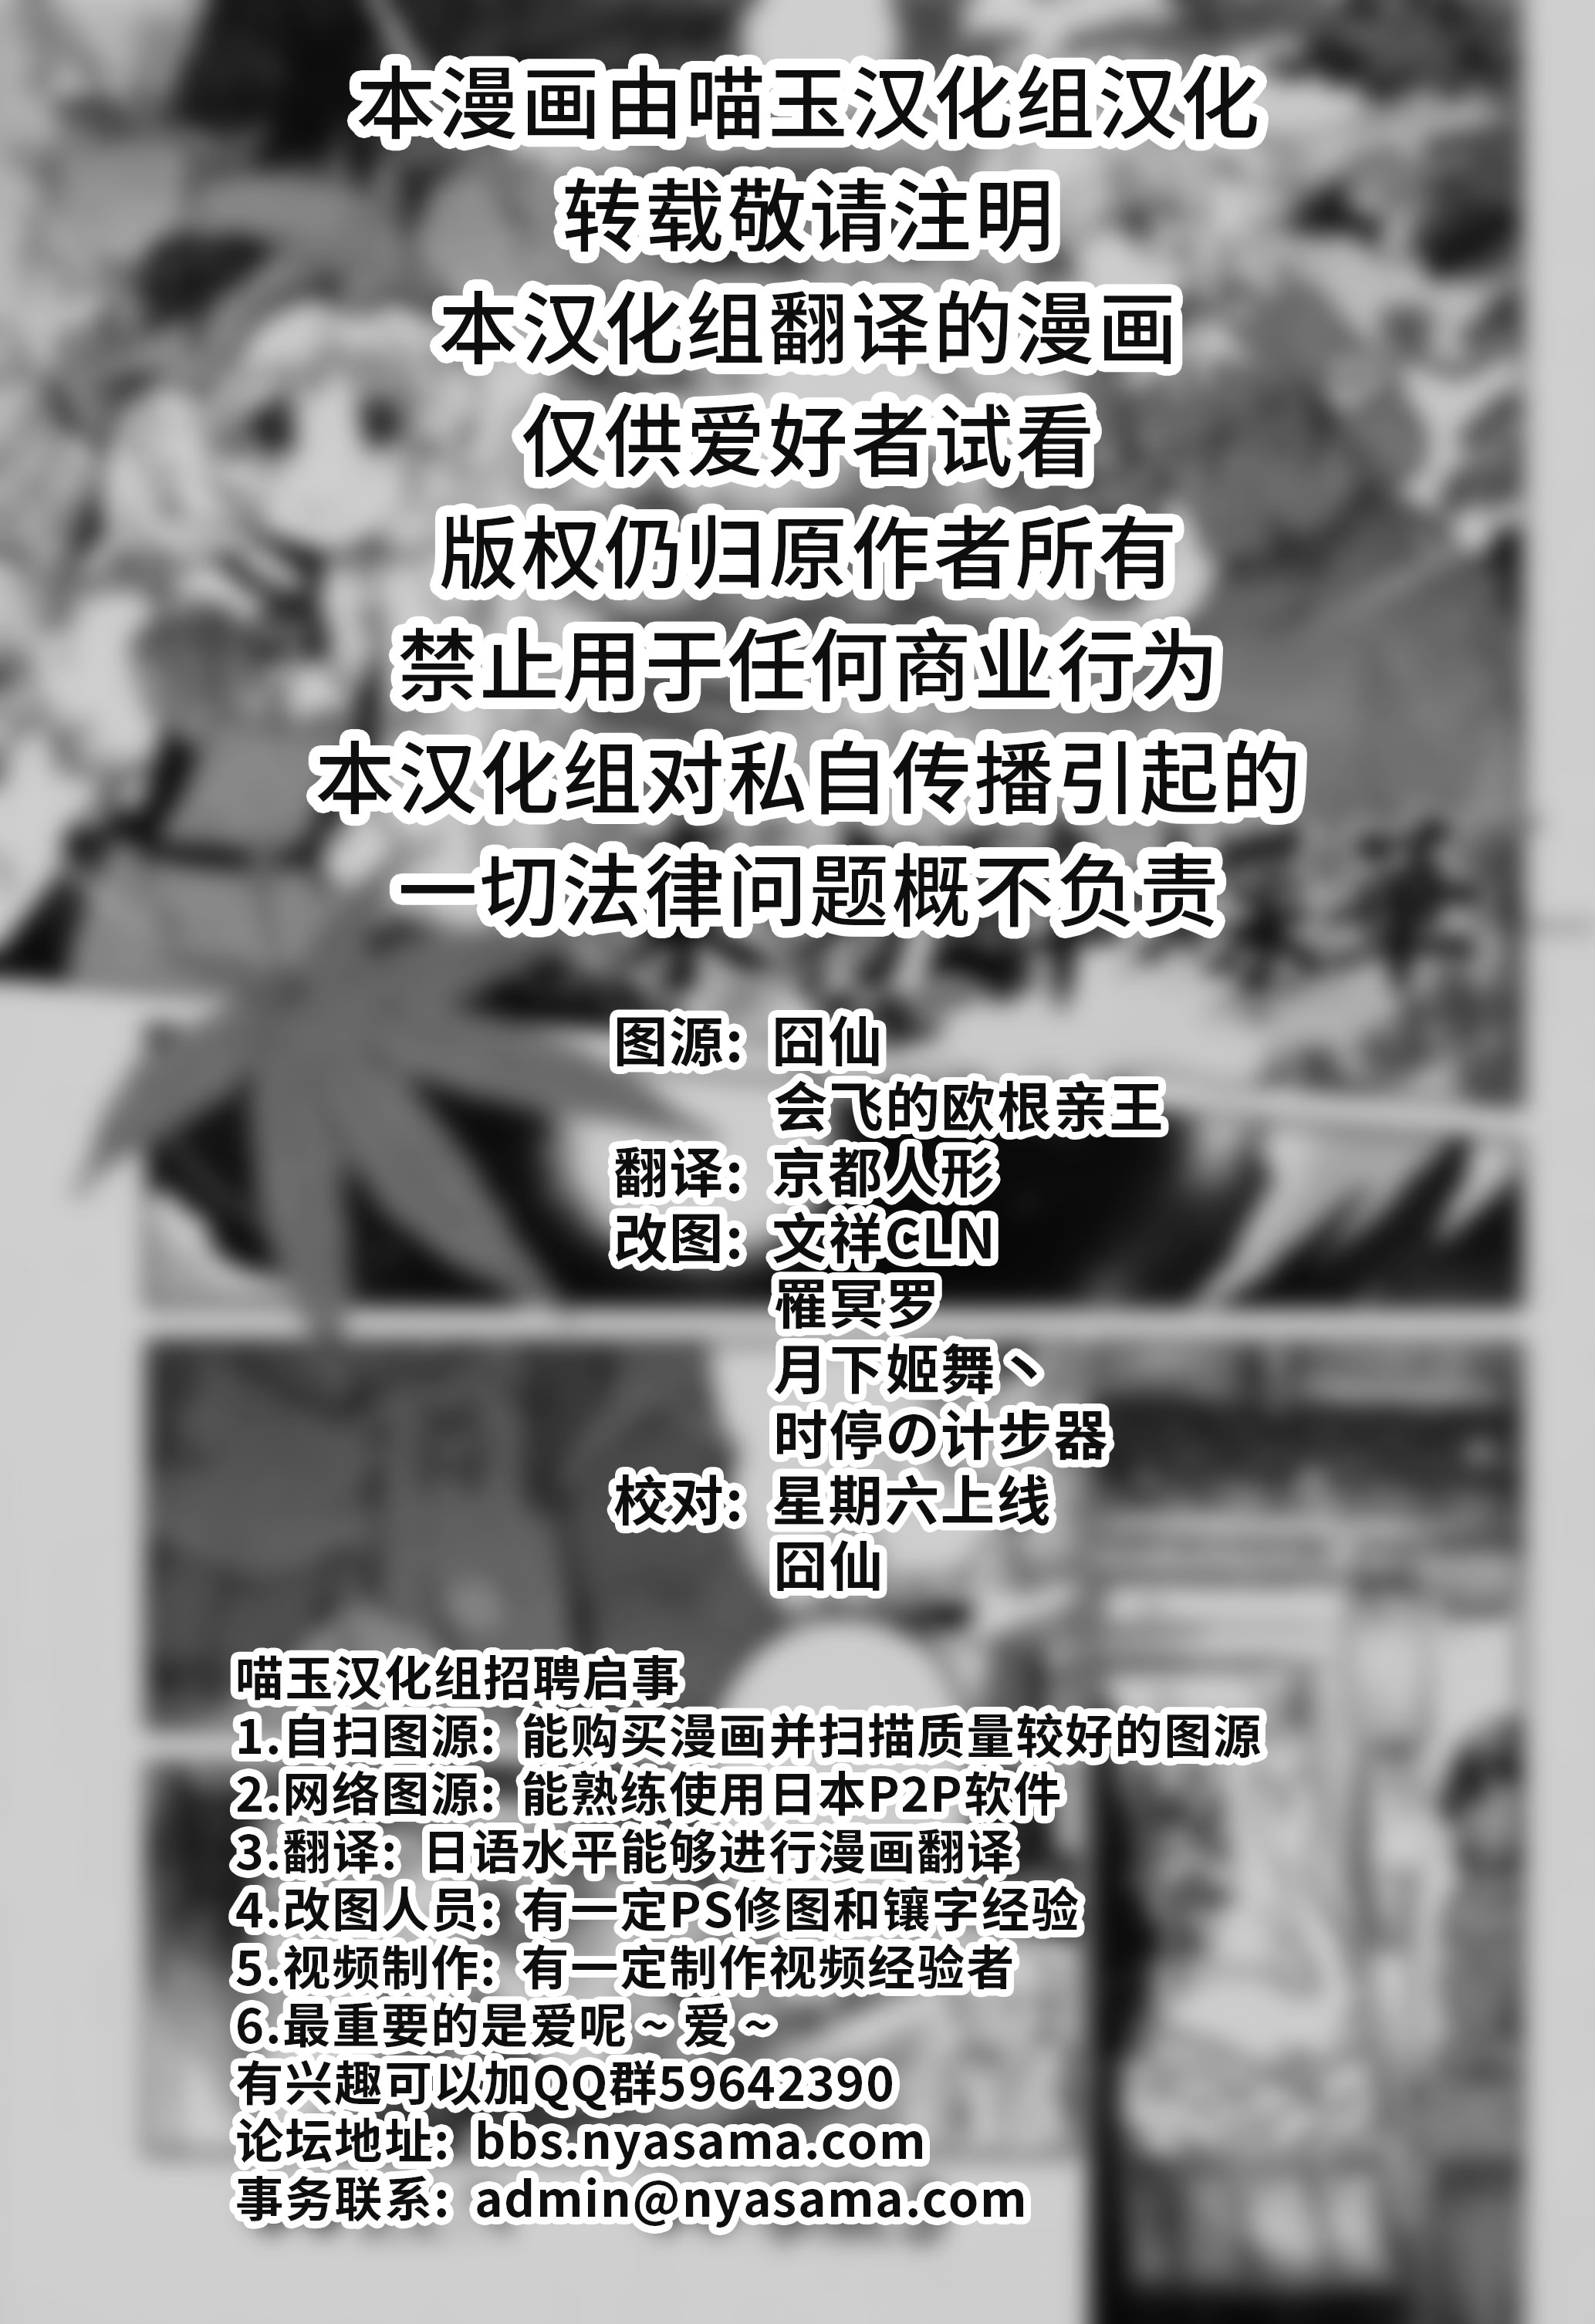 本漫画由喵玉汉化组汉化
转载敬请注明
本汉化组翻译的漫画
仅供爱好者试看
版权仍归原作者所有
禁止用于任何商业行为
本汉化组对私自传播引起的
一切法律问题概不负责
图源：囧仙
会飞的欧根亲王
翻译：京都人形
改图：文祥CLN
罹冥罗
月下姬舞丶
时停の计步器
校对：星期六上线
囧仙
喵玉汉化组招聘启事
1.自扫图源：能购买漫画并扫描质量较好的图源
2.网络图源：能熟练使用日本P2P软件
3.翻译：日语水平能够进行漫画翻译
4.改图人员：有一定PS修图和镶字经验
5.视频制作：有一定制作视频经验者
6.最重要的是爱呢～爱～
有兴趣可以加QQ群59642390
论坛地址：bbs.nyasama.com
事务联系：admin@nyasama.com